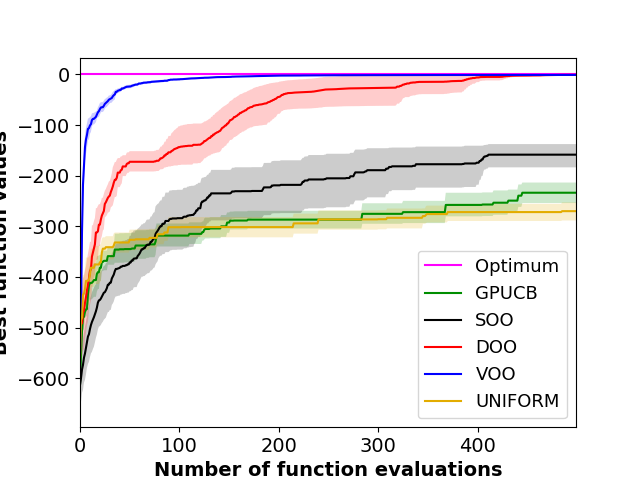 0
−100
−200
−300
−400
−500
−600
0 100 200 300 400
Number of function evaluations
function values
Optimum
GPUCB
SOO
DOO
VOO
UNIFORM